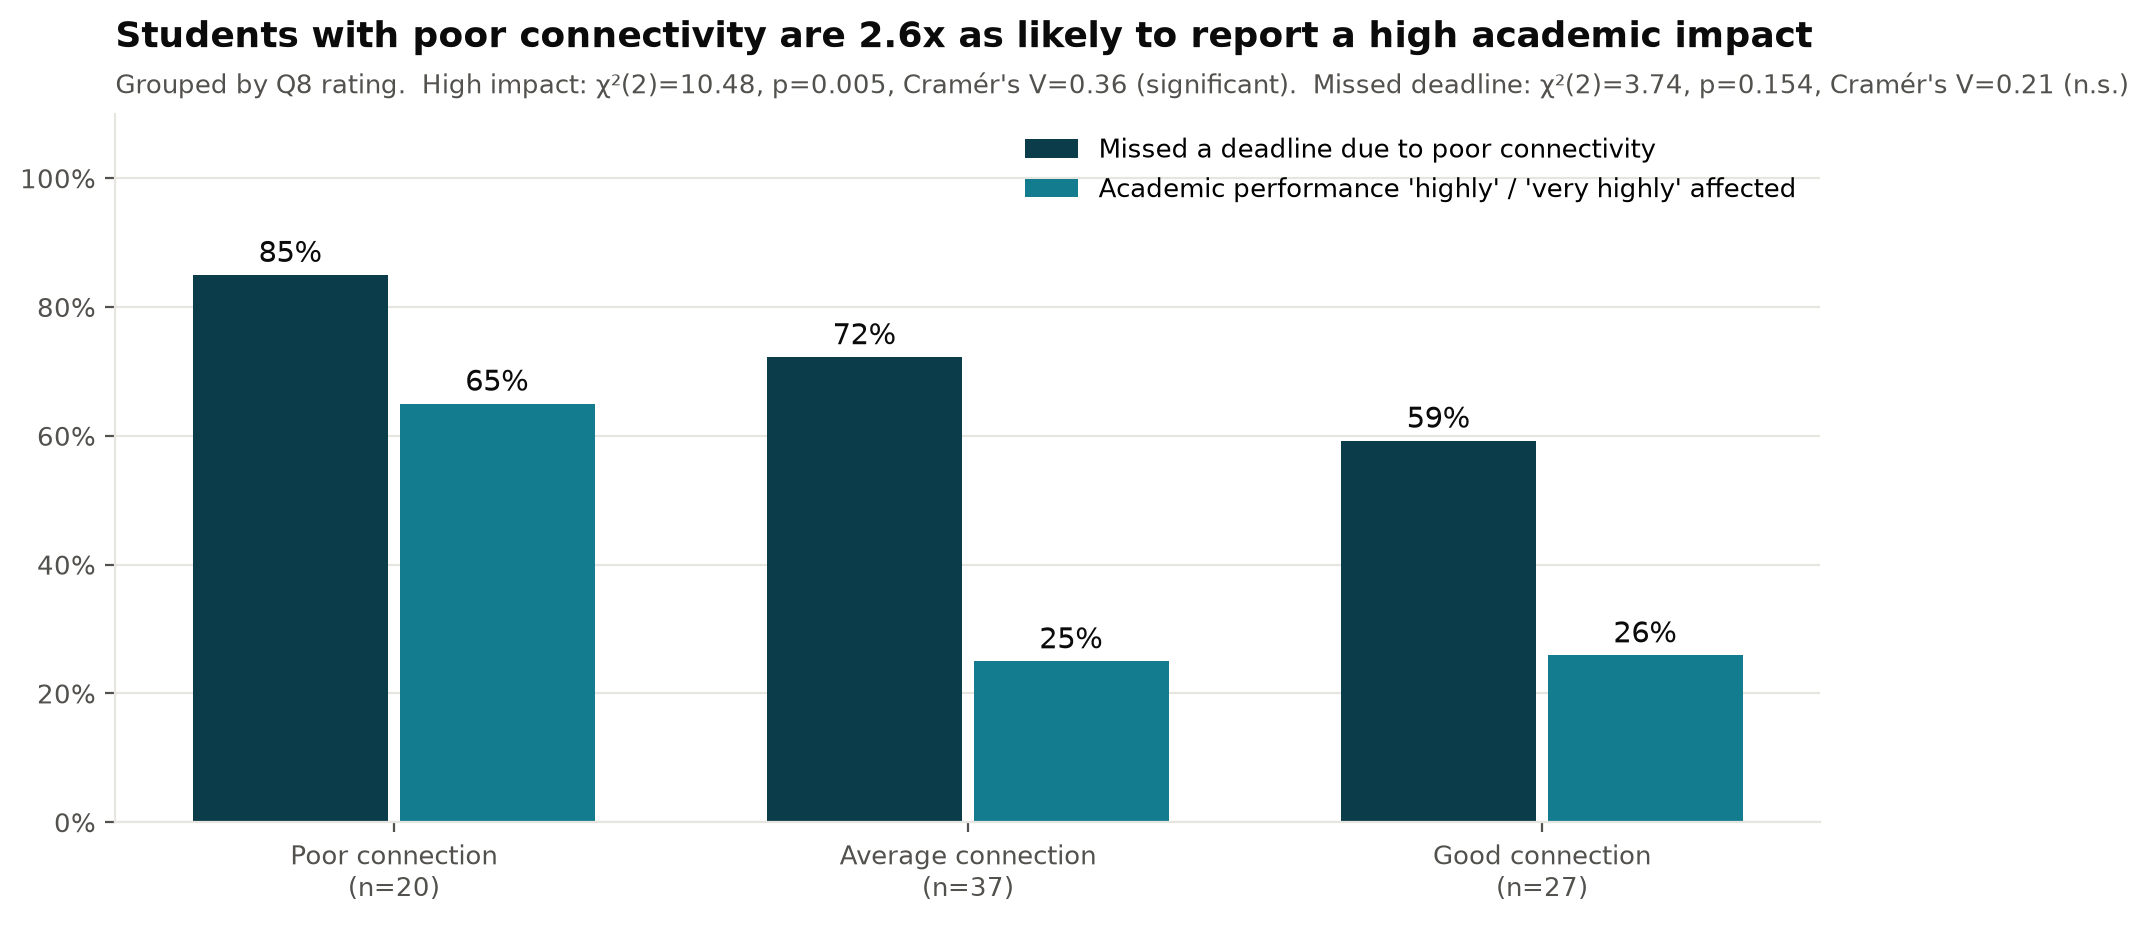 Students with poor connectivity are 2.6x as likely to report a high academic impact
Grouped by Q8 rating.  High impact: χ²(2)=10.48, p=0.005, Cramér's V=0.36 (significant).  Missed deadline: χ²(2)=3.74, p=0.154, Cramér's V=0.21 (n.s.)
Missed a deadline due to poor connectivity
Academic performance 'highly' / 'very highly' affected
100%
80%
60%
40%
20%
0%
85%
65%
72%
25%
59%
26%
Poor connection
(n=20)
Average connection
(n=37)
Good connection
(n=27)